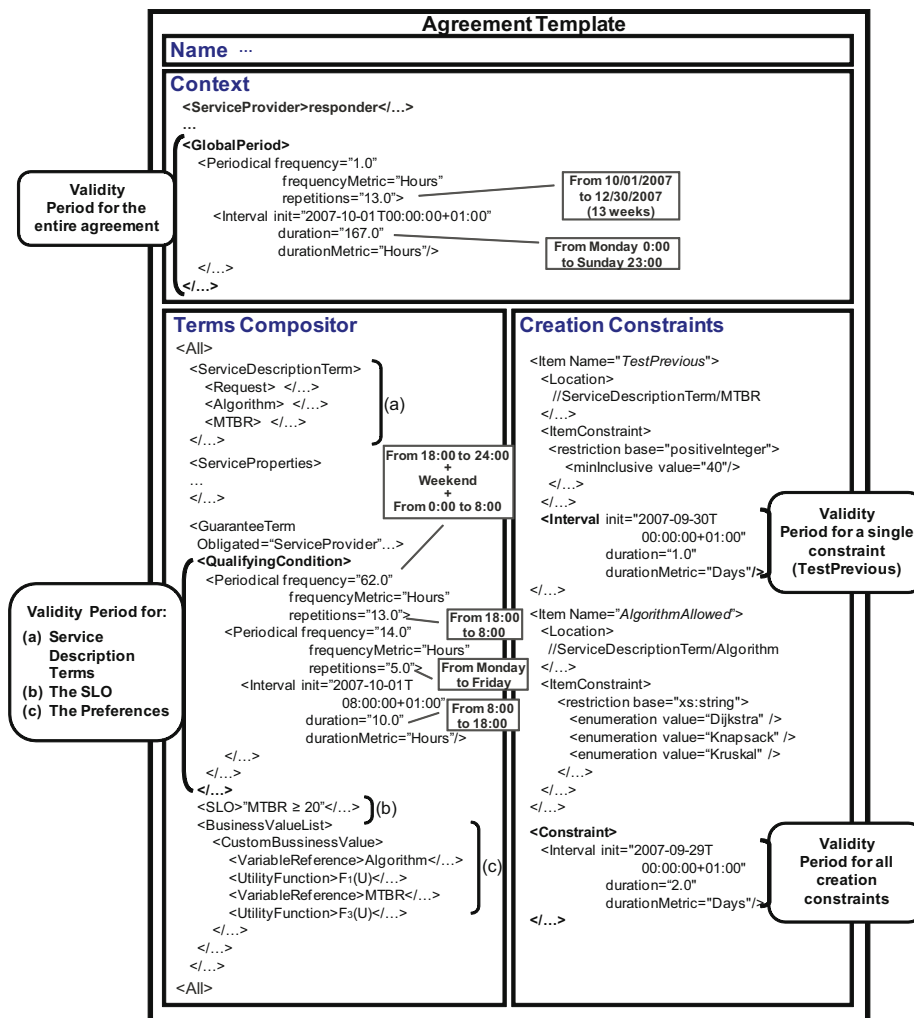 Agreement Template
Name ...
Context
<ServiceProvider>responder</...>
...
<GlobalPeriod>
<Periodical frequency="1.0"
frequencyMetric="Hours"
repetitions="13.0">
<Interval init="2007-10-01T00:00:00+01:00"
duration="167.0"
durationMetric="Hours"/>
</...>
</...>
Validity
Period for the
entire agreement
From 10/01/2007
to 12/30/2007
(13 weeks)
From Monday 0:00
to Sunday 23:00
Terms Compositor
<All>
<ServiceDescriptionTerm>
<Request> </...>
<Algorithm> </...>
<MTBR> </...>
</...>
(a)
<ServiceProperties>
...
</...>
From 18:00 to 24:00
+
Weekend
+
From 0:00 to 8:00
<GuaranteeTerm
Obligated="ServiceProvider"...>
<QualifyingCondition>
<Periodical frequency="62.0"
frequencyMetric="Hours"
repetitions="13.0">
From 18:00
to 8:00
<Periodical frequency="14.0"
frequencyMetric="Hours"
repetitions="5.0">
From Monday
to Friday
<Interval init="2007-10-01T
08:00:00+01:00"
duration="10.0"
durationMetric="Hours"/>
From 8:00
to 18:00
</...>
</...>
</...>
Validity Period for:
(a) Service
Description
Terms
(b) The SLO
(c) The Preferences
<SLO>"MTBR ≥ 20"</...>
(b)
<BusinessValueList>
<CustomBussinessValue>
<VariableReference>Algorithm</...>
<UtilityFunction>F1(U)</...>
<VariableReference>MTBR</...>
<UtilityFunction>F3(U)</...>
(c)
</...>
</...>
</...>
<All>
Creation Constraints
<Item Name="TestPrevious">
<Location>
//ServiceDescriptionTerm/MTBR
</...>
<ItemConstraint>
<restriction base="positiveInteger">
<minInclusive value="40"/>
</...>
</...>
<Interval init="2007-09-30T
00:00:00+01:00"
duration="1.0"
durationMetric="Days"/>
</...>
Validity
Period for a single
constraint
(TestPrevious)
<Item Name="AlgorithmAllowed">
<Location>
//ServiceDescriptionTerm/Algorithm
</...>
<ItemConstraint>
<restriction base="xs:string">
<enumeration value="Dijkstra" />
<enumeration value="Knapsack" />
<enumeration value="Kruskal" />
</...>
</...>
</...>
<Constraint>
<Interval init="2007-09-29T
00:00:00+01:00"
duration="2.0"
durationMetric="Days"/>
</...>
Validity
Period for all
creation
constraints